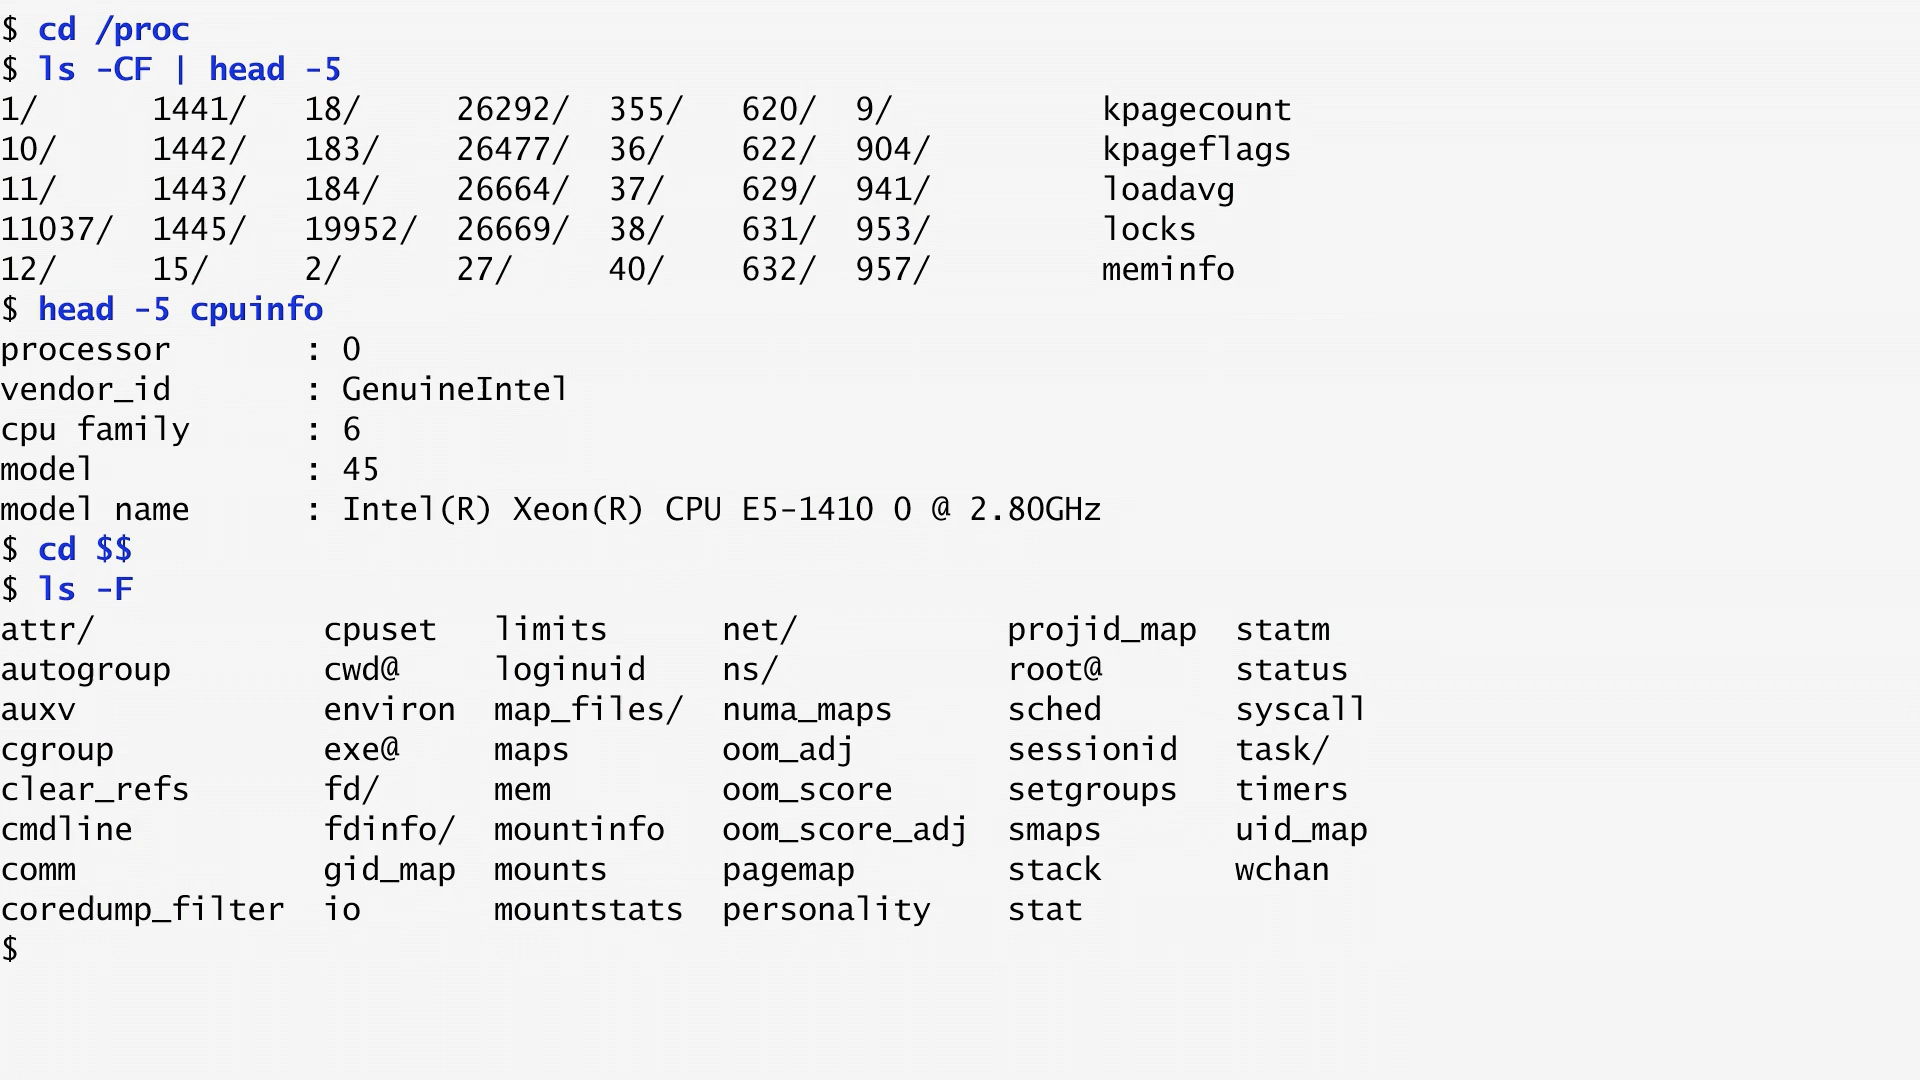 $ cd /proc
$ ls -CF | head -5
1/      1441/   18/     26292/  355/   620/  9/           kpagecount
10/     1442/   183/    26477/  36/    622/  904/         kpageflags
11/     1443/   184/    26664/  37/    629/  941/         loadavg
11037/  1445/   19952/  26669/  38/    631/  953/         locks
12/     15/     2/      27/     40/    632/  957/         meminfo
$ head -5 cpuinfo
processor       : 0
vendor_id       : GenuineIntel
cpu family      : 6
model           : 45
model name      : Intel(R) Xeon(R) CPU E5-1410 0 @ 2.80GHz
$ cd $$
$ ls -F
attr/            cpuset   limits      net/           projid_map  statm
autogroup        cwd@     loginuid    ns/            root@       status
auxv             environ  map_files/  numa_maps      sched       syscall
cgroup           exe@     maps        oom_adj        sessionid   task/
clear_refs       fd/      mem         oom_score      setgroups   timers
cmdline          fdinfo/  mountinfo   oom_score_adj  smaps       uid_map
comm             gid_map  mounts      pagemap        stack       wchan
coredump_filter  io       mountstats  personality    stat
$